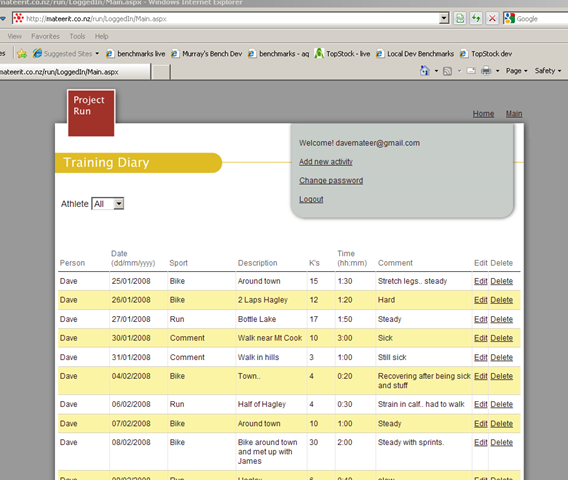 mateerit.co.nz/run/LoggedIn/Main.aspx - Windows Internet Explorer
http://mateerit.co.nz/run/LoggedIn/Main.aspx
Google
View Favorites Tools Help
Suggested Sites benchmarks live Murray's Bench Dev benchmarks - aq TopStock - live Local Dev Benchmarks TopStock dev
mateerit.co.nz/run/LoggedIn/Main.aspx
Page Safety
Project
Run
Home Main
Welcome! davemateer@gmail.com
Add new activity
Change password
Logout
Training Diary
Athlete All
Person Date (dd/mm/yyyy) Sport Description K's Time (hh:mm) Comment Edit Delete
Dave 25/01/2008 Bike Around town 15 1:30 Stretch legs.. steady Edit Delete
Dave 26/01/2008 Bike 2 Laps Hagley 12 1:20 Hard Edit Delete
Dave 27/01/2008 Run Bottle Lake 17 1:50 Steady Edit Delete
Dave 30/01/2008 Comment Walk near Mt Cook 10 3:00 Sick Edit Delete
Dave 31/01/2008 Comment Walk in hills 3 1:00 Still sick Edit Delete
Dave 04/02/2008 Bike Town.. 4 0:20 Recovering after being sick and stuff Edit Delete
Dave 06/02/2008 Run Half of Hagley 4 0:30 Strain in calf.. had to walk Edit Delete
Dave 07/02/2008 Bike Around town 10 1:00 Steady Edit Delete
Dave 08/02/2008 Bike Bike around town and met up with James 30 2:00 Steady with sprints. Edit Delete